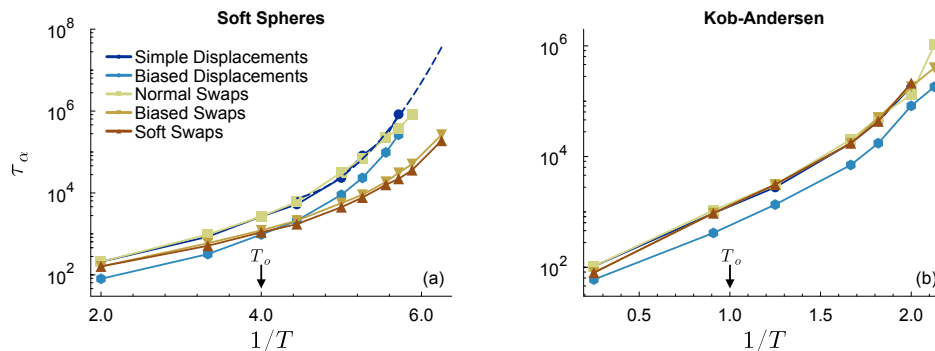 Soft Spheres
Kob-Andersen
10^8
10^6
10^4
10^2
τ_α
Simple Displacements
Biased Displacements
Normal Swaps
Biased Swaps
Soft Swaps
T_o
(a)
2.0 4.0 6.0
1/T
10^6
10^4
10^2
T_o
(b)
0.5 1.0 1.5 2.0
1/T